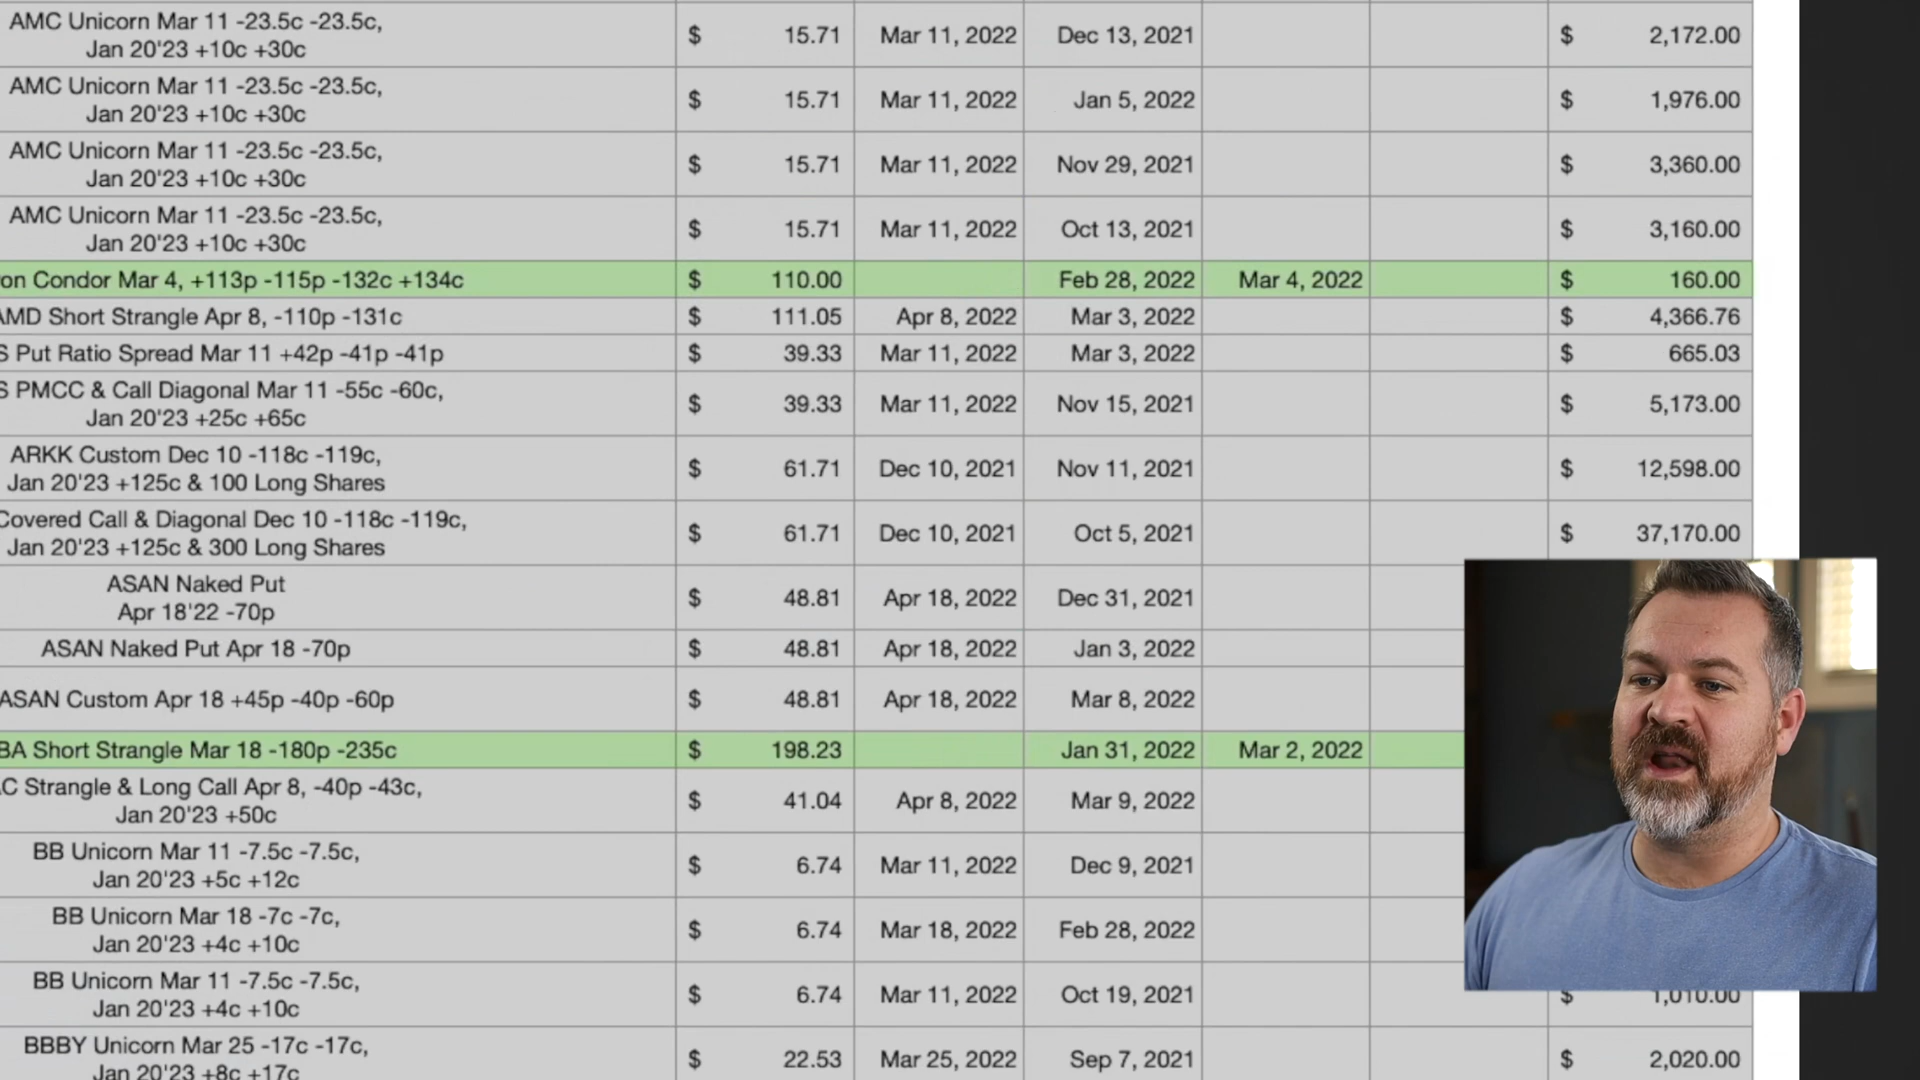 AMC Unicorn Mar 11 -23.5c -23.5c,
Jan 20'23 +10c +30c
$ 15.71 Mar 11, 2022 Dec 13, 2021 $ 2,172.00
AMC Unicorn Mar 11 -23.5c -23.5c,
Jan 20'23 +10c +30c
$ 15.71 Mar 11, 2022 Jan 5, 2022 $ 1,976.00
AMC Unicorn Mar 11 -23.5c -23.5c,
Jan 20'23 +10c +30c
$ 15.71 Mar 11, 2022 Nov 29, 2021 $ 3,360.00
AMC Unicorn Mar 11 -23.5c -23.5c,
Jan 20'23 +10c +30c
$ 15.71 Mar 11, 2022 Oct 13, 2021 $ 3,160.00
on Condor Mar 4, +113p -115p -132c +134c $ 110.00 Feb 28, 2022 Mar 4, 2022 $ 160.00
AMD Short Strangle Apr 8, -110p -131c $ 111.05 Apr 8, 2022 Mar 3, 2022 $ 4,366.76
S Put Ratio Spread Mar 11 +42p -41p -41p $ 39.33 Mar 11, 2022 Mar 3, 2022 $ 665.03
S PMCC & Call Diagonal Mar 11 -55c -60c,
Jan 20'23 +25c +65c
$ 39.33 Mar 11, 2022 Nov 15, 2021 $ 5,173.00
ARKK Custom Dec 10 -118c -119c,
Jan 20'23 +125c & 100 Long Shares
$ 61.71 Dec 10, 2021 Nov 11, 2021 $ 12,598.00
Covered Call & Diagonal Dec 10 -118c -119c,
Jan 20'23 +125c & 300 Long Shares
$ 61.71 Dec 10, 2021 Oct 5, 2021 $ 37,170.00
ASAN Naked Put
Apr 18'22 -70p
$ 48.81 Apr 18, 2022 Dec 31, 2021
ASAN Naked Put Apr 18 -70p $ 48.81 Apr 18, 2022 Jan 3, 2022
ASAN Custom Apr 18 +45p -40p -60p $ 48.81 Apr 18, 2022 Mar 8, 2022
BA Short Strangle Mar 18 -180p -235c $ 198.23 Jan 31, 2022 Mar 2, 2022
C Strangle & Long Call Apr 8, -40p -43c,
Jan 20'23 +50c
$ 41.04 Apr 8, 2022 Mar 9, 2022
BB Unicorn Mar 11 -7.5c -7.5c,
Jan 20'23 +5c +12c
$ 6.74 Mar 11, 2022 Dec 9, 2021
BB Unicorn Mar 18 -7c -7c,
Jan 20'23 +4c +10c
$ 6.74 Mar 18, 2022 Feb 28, 2022
BB Unicorn Mar 11 -7.5c -7.5c,
Jan 20'23 +4c +10c
$ 6.74 Mar 11, 2022 Oct 19, 2021 $ 1,010.00
BBBY Unicorn Mar 25 -17c -17c,
Jan 20'23 +8c +17c
$ 22.53 Mar 25, 2022 Sep 7, 2021 $ 2,020.00